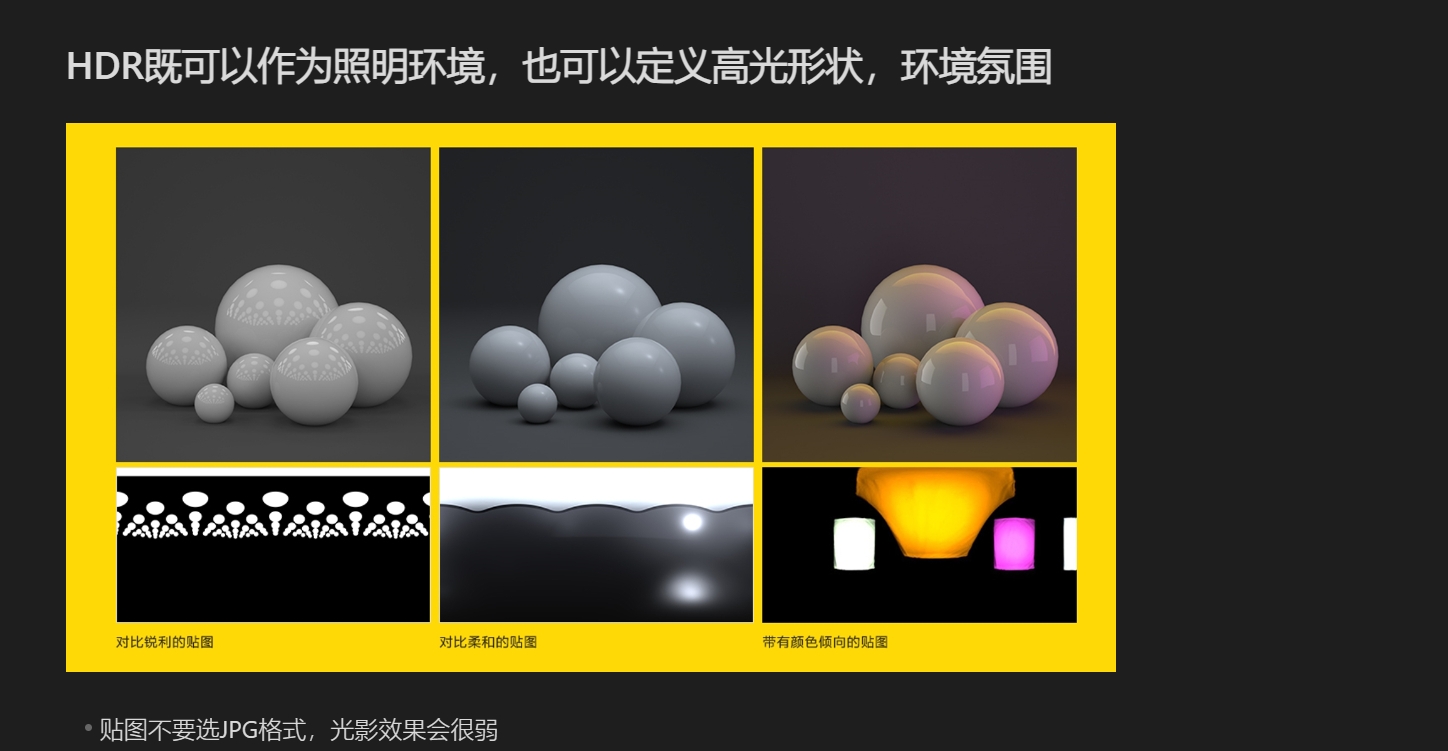 HDR既可以作为照明环境，也可以定义高光形状，环境氛围
对比锐利的贴图
对比柔和的贴图
带有颜色倾向的贴图
• 贴图不要选JPG格式，光影效果会很弱